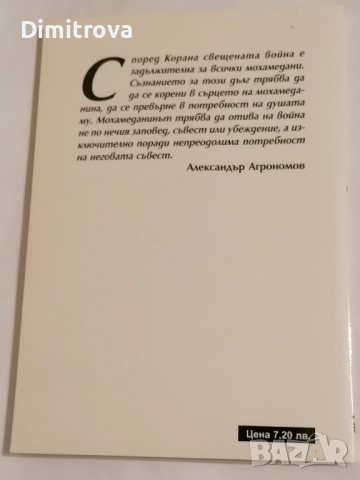 Dimitrova
Според Корана свещената война е
задължителна за всички мохамедани.
Съзнанието за този дълг трябва да
да се корени в сърцето на мохамеда-
нина, да се превърне в потребност на душата
му. Мохамеданинът трябва да отива на война
не по нечия заповед, съвест или убеждение, а из-
ключително поради непреодолима потребност
на неговата съвест.
Александър Агрономов
Цена 7,20 лв.
BAZAR